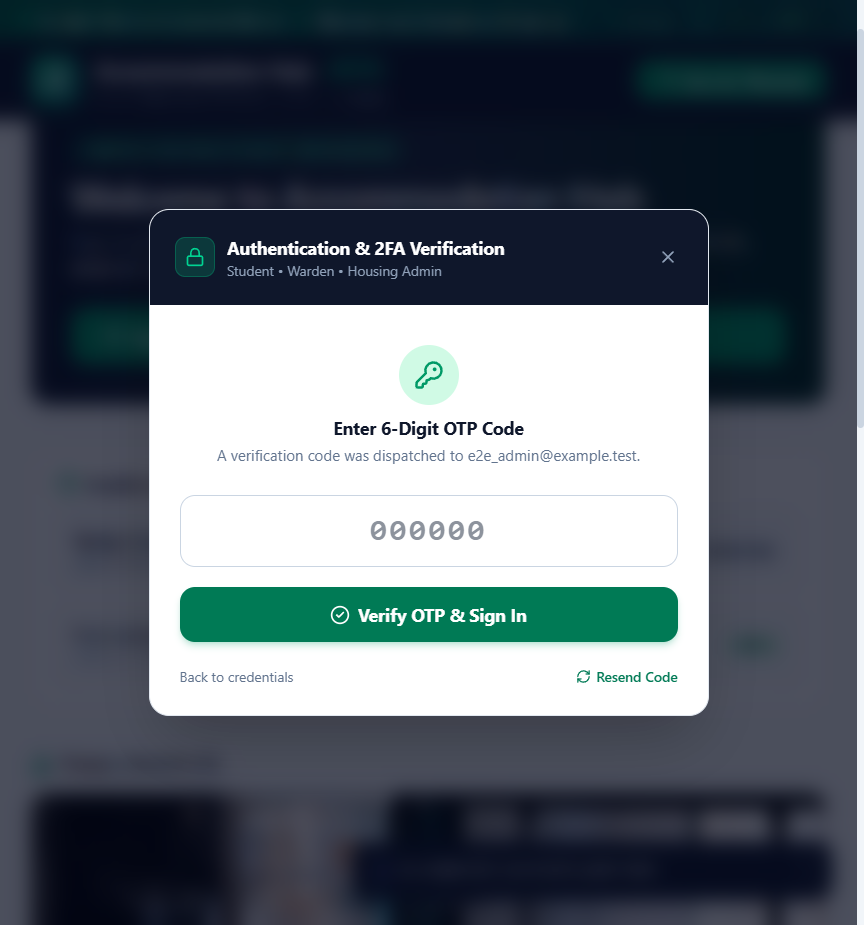 Authentication & 2FA Verification
Student • Warden • Housing Admin
Enter 6-Digit OTP Code
A verification code was dispatched to e2e_admin@example.test.
000000
Verify OTP & Sign In
Back to credentials
Resend Code